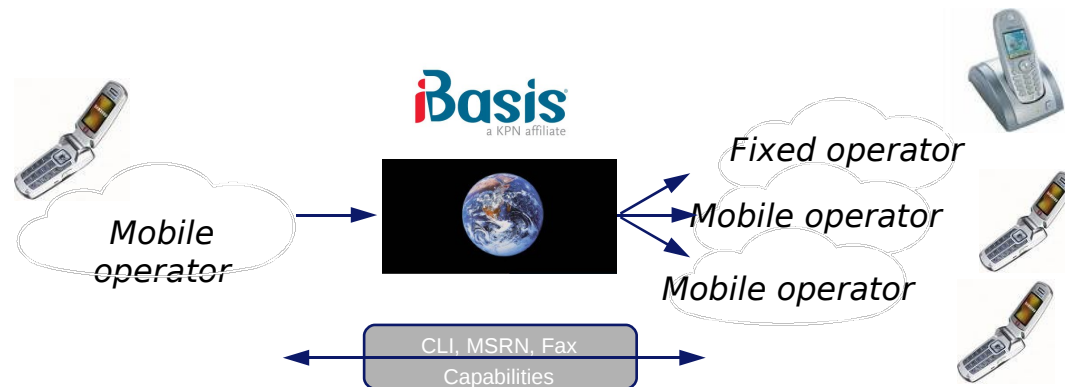 iBasis
a KPN affiliate
Fixed operator
Mobile operator
Mobile
operator
Mobile operator
CLI, MSRN, Fax
Capabilities